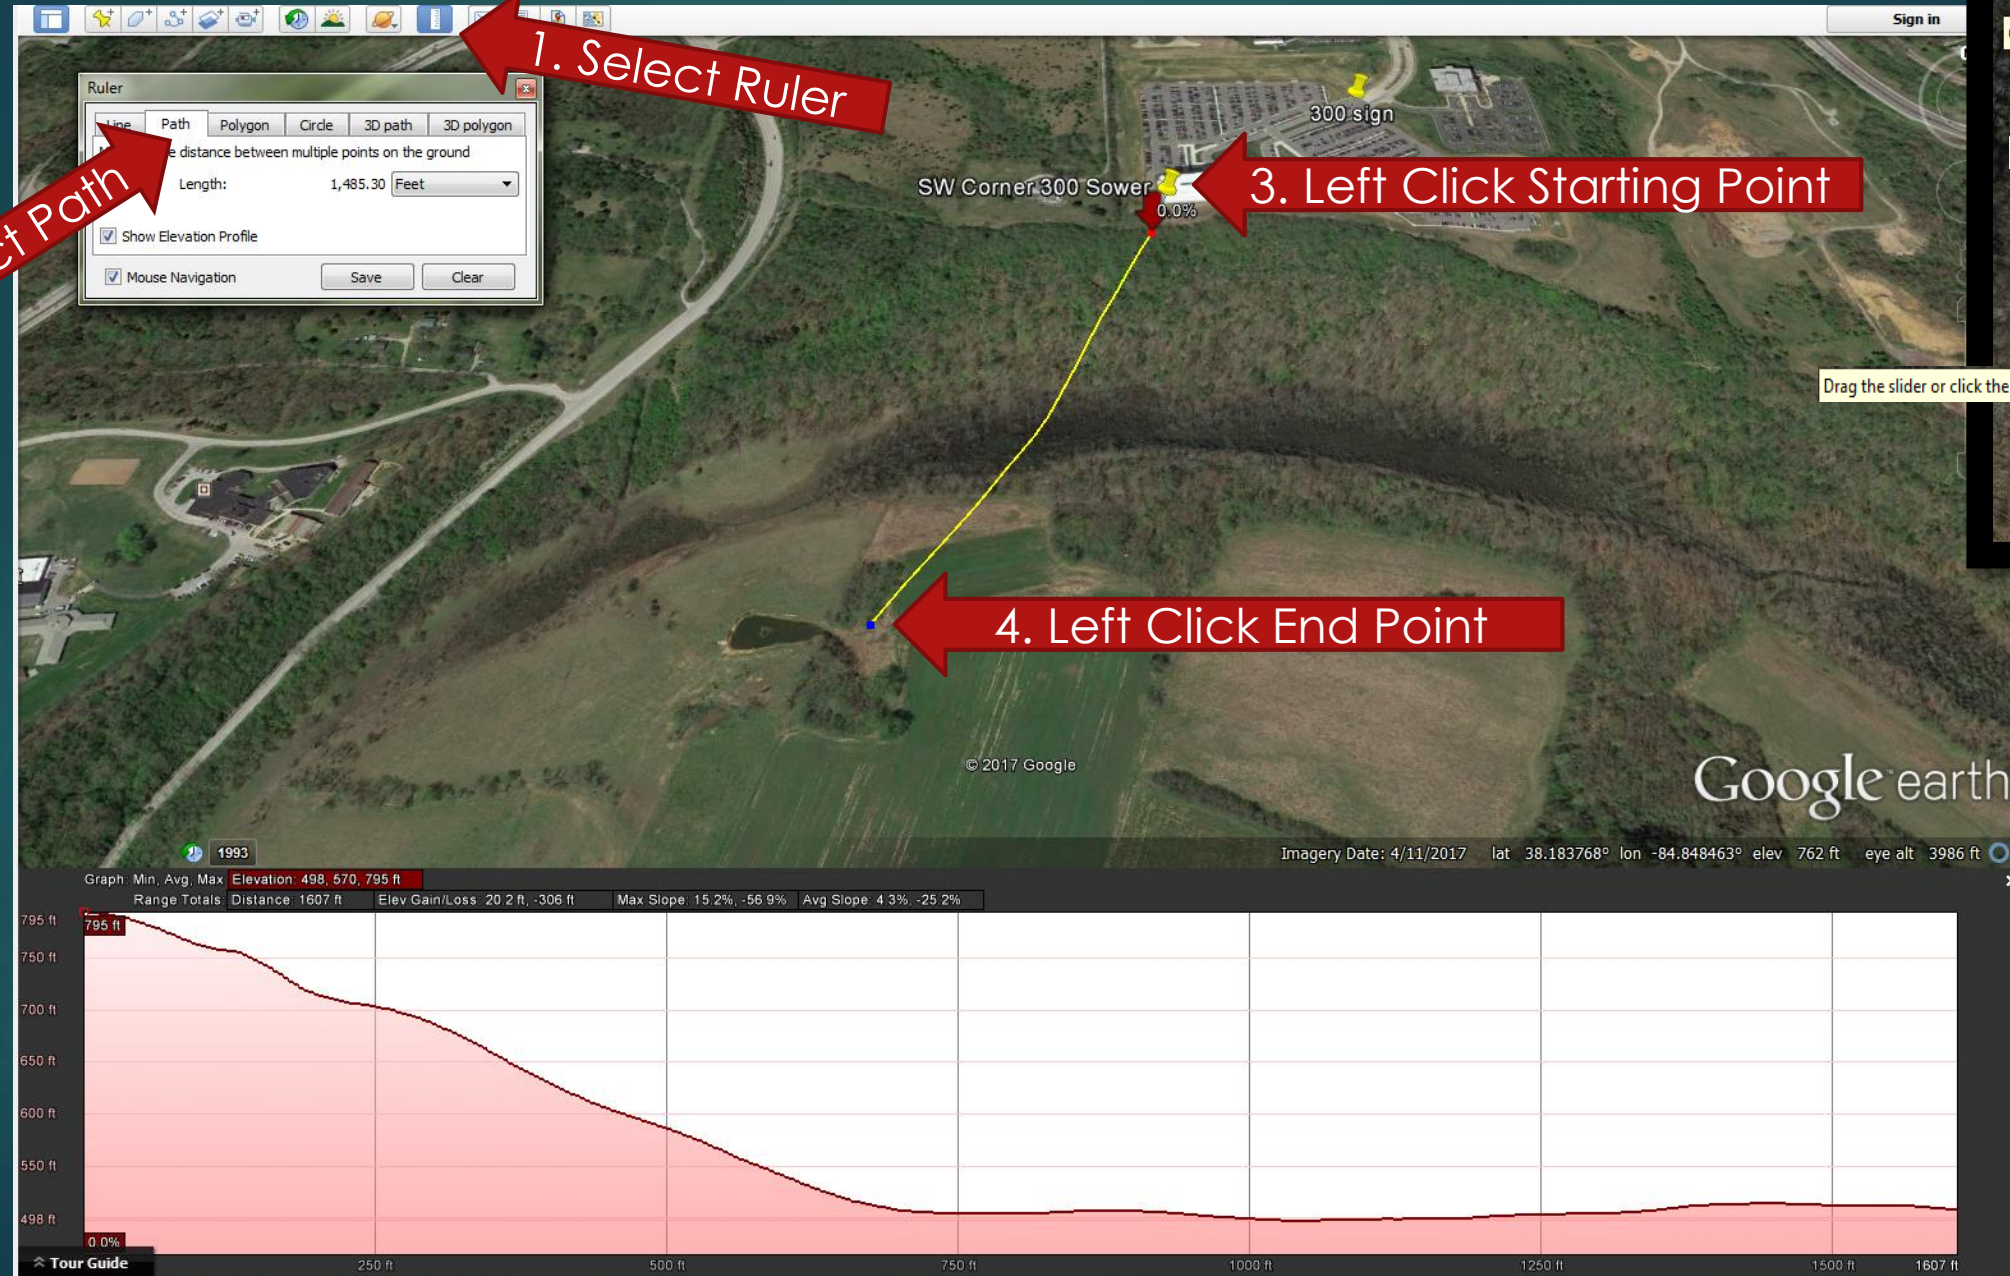 Sign in
1. Select Ruler
Ruler
Line Path Polygon Circle 3D path 3D polygon
distance between multiple points on the ground
Length: 1,485.30 Feet
Show Elevation Profile
Mouse Navigation Save Clear
Path
300 sign
SW Corner 300 Sower
0.0%
3. Left Click Starting Point
Drag the slider or click the
4. Left Click End Point
© 2017 Google
Google earth
1993
Imagery Date: 4/11/2017 lat 38.183768° lon -84.848463° elev 762 ft eye alt 3986 ft
Graph: Min, Avg, Max Elevation: 498, 570, 795 ft
Range Totals: Distance: 1607 ft Elev Gain/Loss: 20.2 ft, -306 ft Max Slope: 15.2%, -56.9% Avg Slope: 4.3%, -25.2%
795 ft
795 ft
750 ft
700 ft
650 ft
600 ft
550 ft
498 ft
0.0%
Tour Guide
250 ft 500 ft 750 ft 1000 ft 1250 ft 1500 ft 1607 ft